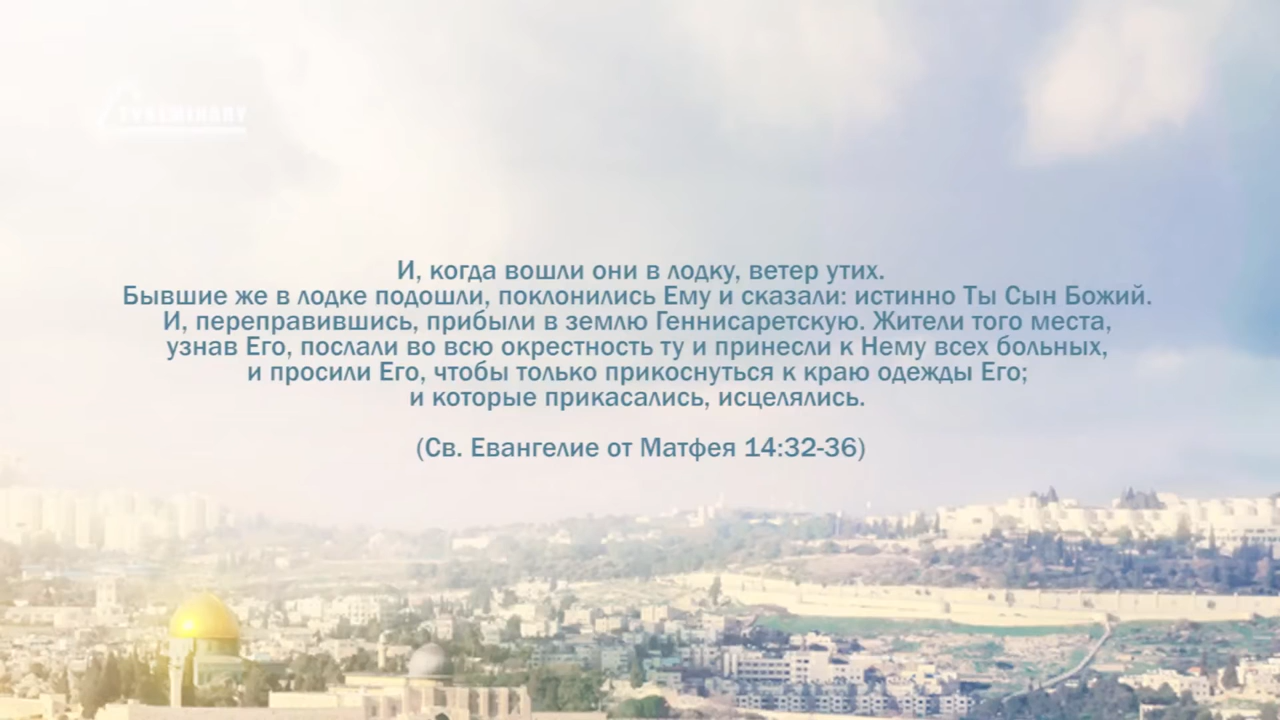 И, когда вошли они в лодку, ветер утих.
Бывшие же в лодке подошли, поклонились Ему и сказали: истинно Ты Сын Божий.
И, переправившись, прибыли в землю Геннисаретскую. Жители того места,
узнав Его, послали во всю окрестность ту и принесли к Нему всех больных,
и просили Его, чтобы только прикоснуться к краю одежды Его;
и которые прикасались, исцелялись.
(Св. Евангелие от Матфея 14:32-36)